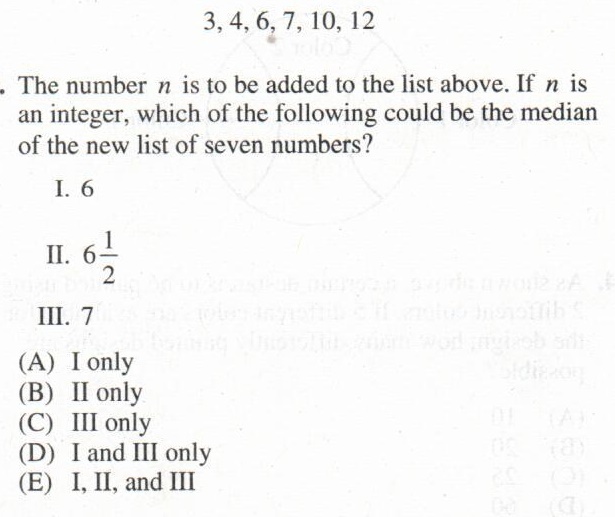 3, 4, 6, 7, 10, 12
. The number n is to be added to the list above. If n is
an integer, which of the following could be the median
of the new list of seven numbers?
I. 6
II. 6 1/2
III. 7
(A) I only
(B) II only
(C) III only
(D) I and III only
(E) I, II, and III